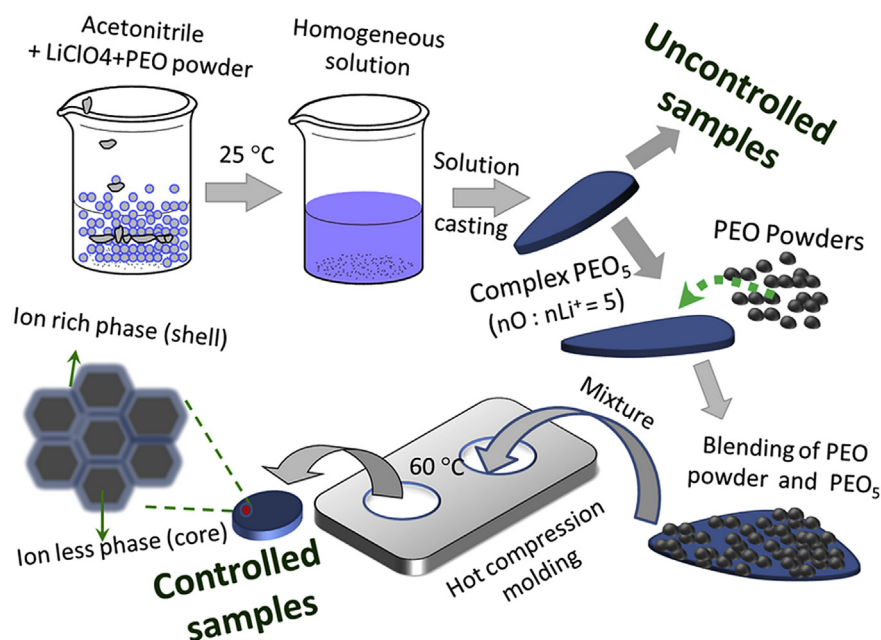 Acetonitrile
+ LiClO4+PEO powder
Homogeneous
solution
25 °C
Solution
casting
Uncontrolled
samples
PEO Powders
Complex PEO₅
(nO : nLi⁺ = 5)
Ion rich phase (shell)
Mixture
60 °C
Blending of PEO
powder and PEO₅
Ion less phase (core)
Hot compression
molding
Controlled
samples